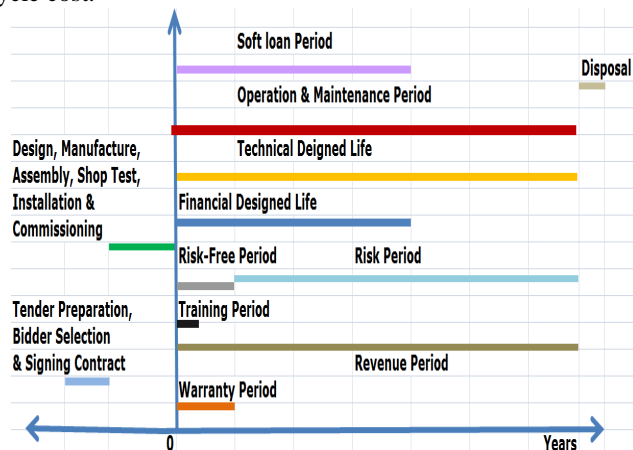 ycle cost.
Soft loan Period
Disposal
Operation & Maintenance Period
Design, Manufacture,
Assembly, Shop Test,
Installation &
Commissioning
Technical Deigned Life
Financial Designed Life
Risk-Free Period
Risk Period
Tender Preparation,
Bidder Selection
& Signing Contract
Training Period
Revenue Period
Warranty Period
0
Years